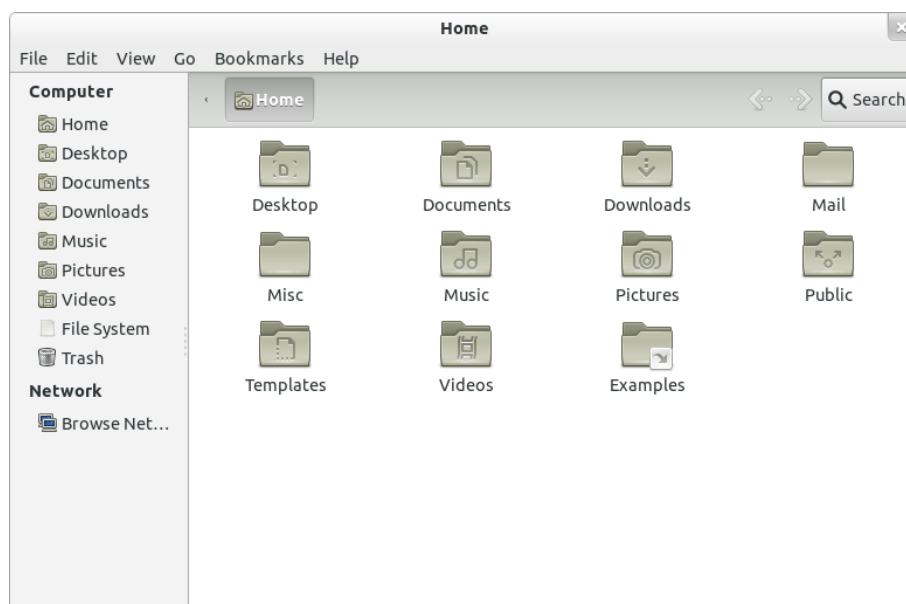 Home
File Edit View Go Bookmarks Help
Computer
Home
Desktop
Documents
Downloads
Music
Pictures
Videos
File System
Trash
Network
Browse Net...
Home
Search
Desktop Documents Downloads Mail
Misc Music Pictures Public
Templates Videos Examples